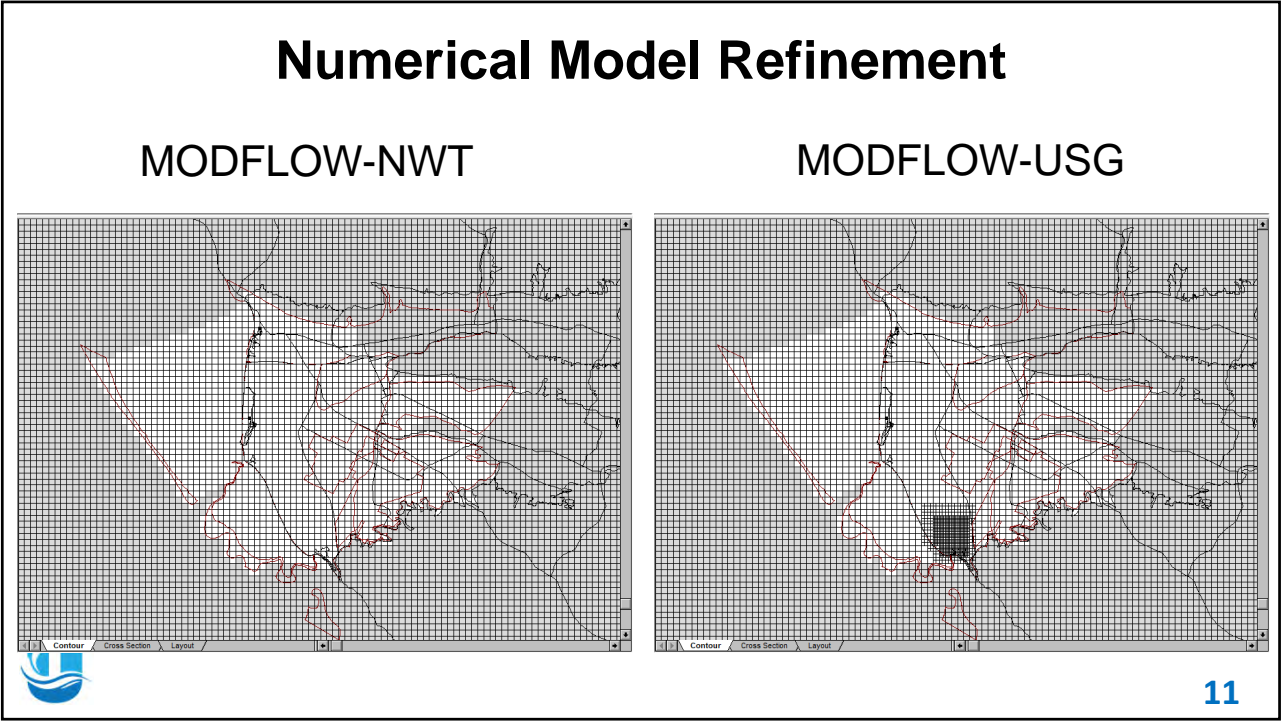 Numerical Model Refinement
MODFLOW-NWT
MODFLOW-USG
Contour Cross Section Layout
Contour Cross Section Layout
11